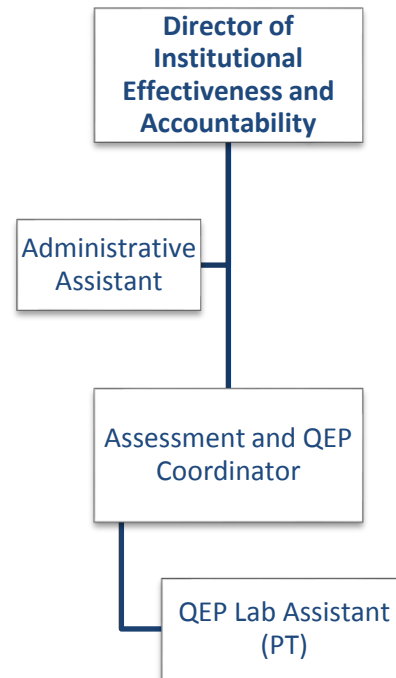 Director of
Institutional
Effectiveness and
Accountability
Administrative
Assistant
Assessment and QEP
Coordinator
QEP Lab Assistant
(PT)